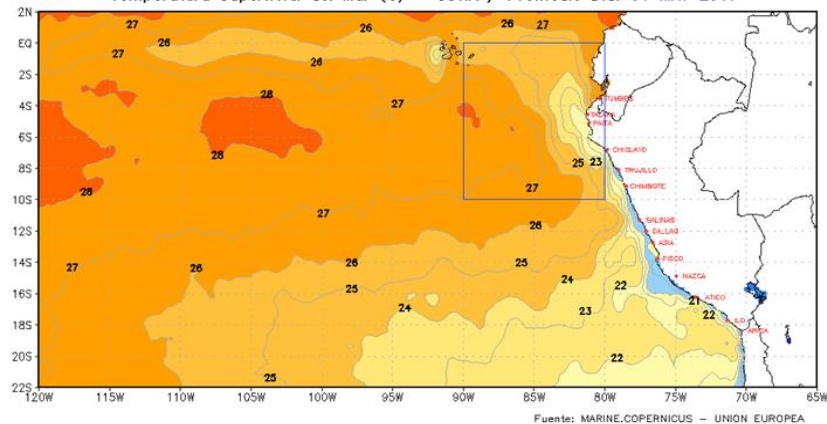 2N
EQ
2S
4S
6S
8S
10S
12S
14S
16S
18S
20S
22S
120W 115W 110W 105W 100W 95W 90W 85W 80W 75W 70W 65W
27 26 26 26 27
27 26
28 27
28
28 27 25 23
27 26
27 26 26 25 24 22
25 24 23 21 22
25 22
TUMBES
TALARA
PAITA
CHICLAYO
TRUJILLO
CHIMBOTE
SALINAS
CALLAO
ASIA
PISCO
NAZCA
ATICO
ILO
ARICA
Fuente: MARINE.COPERNICUS – UNION EUROPEA